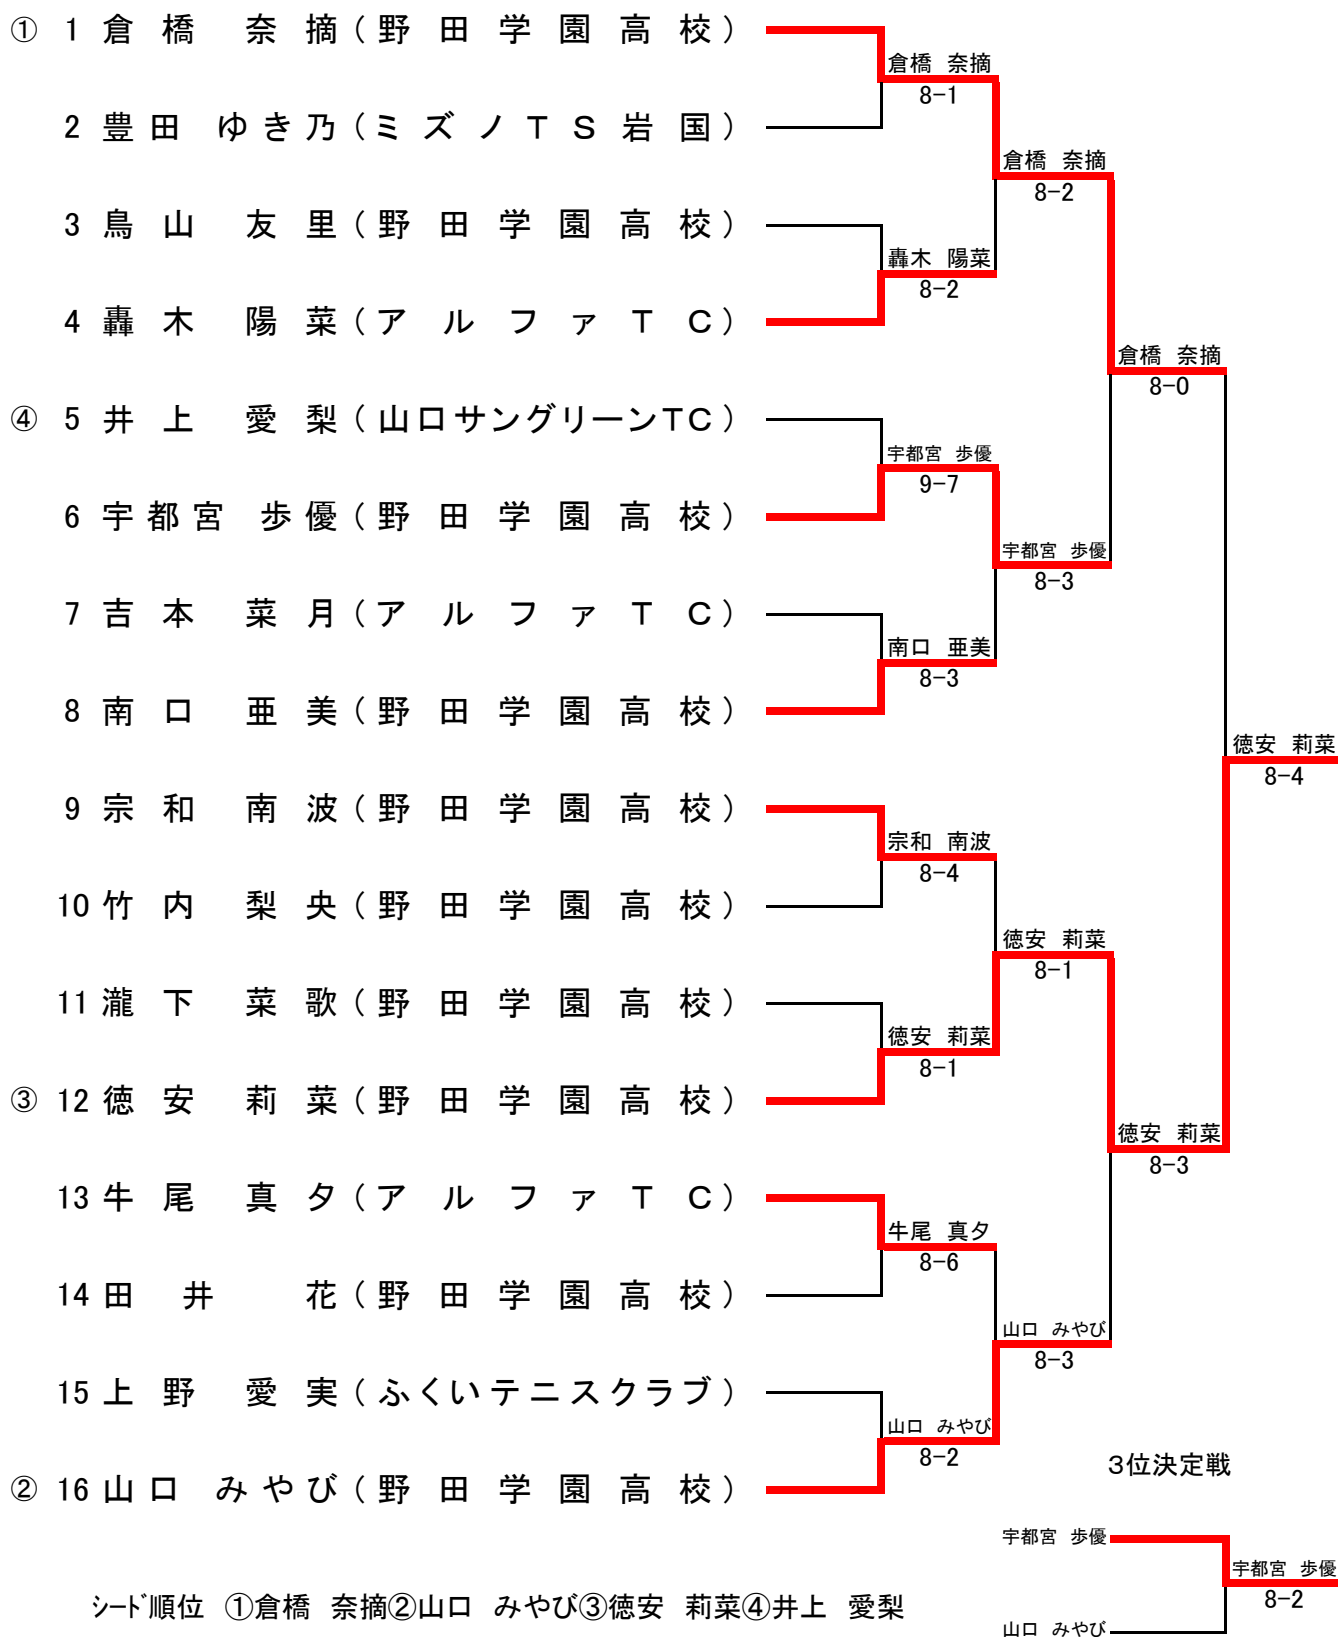 ① 1 倉橋 奈摘 (野田学園高校)
倉橋 奈摘
8-1
2 豊田 ゆき乃 (ミズノTS岩国)
倉橋 奈摘
8-2
3 鳥山 友里 (野田学園高校)
轟木 陽菜
8-2
4 轟木 陽菜 (アルファTC)
倉橋 奈摘
8-0
④ 5 井上 愛梨 (山口サングリーンTC)
宇都宮 歩優
9-7
6 宇都宮 歩優 (野田学園高校)
宇都宮 歩優
8-3
7 吉本 菜月 (アルファTC)
南口 亜美
8-3
8 南口 亜美 (野田学園高校)
徳安 莉菜
8-4
9 宗和 南波 (野田学園高校)
宗和 南波
8-4
10 竹内 梨央 (野田学園高校)
徳安 莉菜
8-1
11 瀧下 菜歌 (野田学園高校)
徳安 莉菜
8-1
③ 12 徳安 莉菜 (野田学園高校)
徳安 莉菜
8-3
13 牛尾 真夕 (アルファTC)
牛尾 真夕
8-6
14 田井 花 (野田学園高校)
山口 みやび
8-3
15 上野 愛実 (ふくいテニスクラブ)
山口 みやび
8-2
3位決定戦
② 16 山口 みやび (野田学園高校)
宇都宮 歩優
宇都宮 歩優
8-2
山口 みやび
シード順位 ①倉橋 奈摘②山口 みやび③徳安 莉菜④井上 愛梨